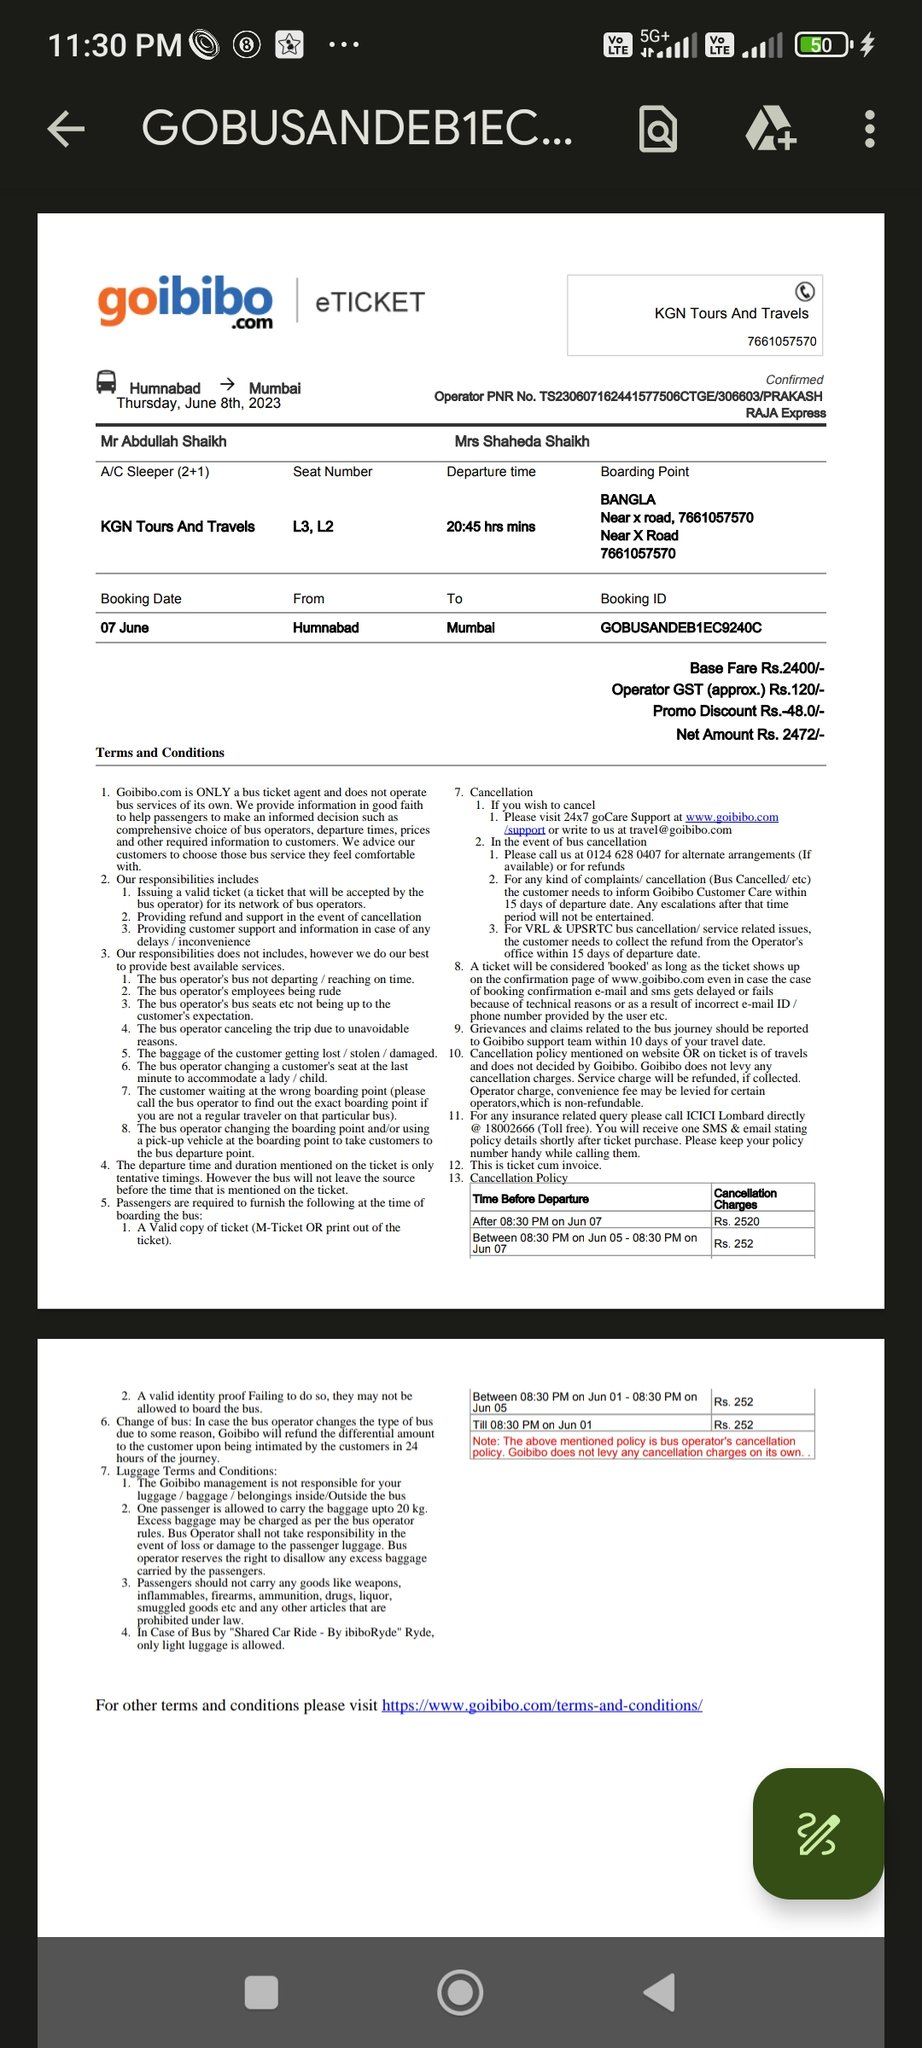 11:30 PM
8
Vo LTE 5G+ Vo LTE 50
GOBUSANDEB1EC...
goibibo.com eTICKET
KGN Tours And Travels
7661057570
Humnabad → Mumbai
Thursday, June 8th, 2023
Confirmed
Operator PNR No. TS230607162441577506CTGE/306603/PRAKASH
RAJA Express
Mr Abdullah Shaikh Mrs Shaheda Shaikh
A/C Sleeper (2+1) Seat Number Departure time Boarding Point
KGN Tours And Travels L3, L2 20:45 hrs mins
BANGLA
Near x road, 7661057570
Near X Road
7661057570
Booking Date From To Booking ID
07 June Humnabad Mumbai GOBUSANDEB1EC9240C
Base Fare Rs.2400/-
Operator GST (approx.) Rs.120/-
Promo Discount Rs.-48.0/-
Net Amount Rs. 2472/-
Terms and Conditions
1. Goibibo.com is ONLY a bus ticket agent and does not operate
bus services of its own. We provide information in good faith
to help passengers to make an informed decision such as
comprehensive choice of bus operators, departure times, prices
and other required information to customers. We advice our
customers to choose those bus service they feel comfortable
with.
2. Our responsibilities includes
1. Issuing a valid ticket (a ticket that will be accepted by the
bus operator) for its network of bus operators.
2. Providing refund and support in the event of cancellation
3. Providing customer support and information in case of any
delays / inconvenience
3. Our responsibilities does not includes, however we do our best
to provide best available services.
1. The bus operator's bus not departing / reaching on time.
2. The bus operator's employees being rude
3. The bus operator's bus seats etc not being up to the
customer's expectation.
4. The bus operator canceling the trip due to unavoidable
reasons.
5. The baggage of the customer getting lost / stolen / damaged.
6. The bus operator changing a customer's seat at the last
minute to accommodate a lady / child.
7. The customer waiting at the wrong boarding point (please
call the bus operator to find out the exact boarding point if
you are not a regular traveler on that particular bus).
8. The bus operator changing the boarding point and/or using
a pick-up vehicle at the boarding point to take customers to
the bus departure point.
4. The departure time and duration mentioned on the ticket is only
tentative timings. However the bus will not leave the source
before the time that is mentioned on the ticket.
5. Passengers are required to furnish the following at the time of
boarding the bus:
1. A Valid copy of ticket (M-Ticket OR print out of the
ticket).
7. Cancellation
1. If you wish to cancel
1. Please visit 24x7 goCare Support at www.goibibo.com
/support or write to us at travel@goibibo.com
2. In the event of bus cancellation
1. Please call us at 0124 628 0407 for alternate arrangements (If
available) or for refunds
2. For any kind of complaints/ cancellation (Bus Cancelled/ etc)
the customer needs to inform Goibibo Customer Care within
15 days of departure date. Any escalations after that time
period will not be entertained.
3. For VRL & UPSRTC bus cancellation/ service related issues,
the customer needs to collect the refund from the Operator's
office within 15 days of departure date.
8. A ticket will be considered 'booked' as long as the ticket shows up
on the confirmation page of www.goibibo.com even in case the
of booking confirmation e-mail and sms gets delayed or fails
because of technical reasons or as a result of incorrect e-mail ID /
phone number provided by the user etc.
9. Grievances and claims related to the bus journey should be reported
to Goibibo support team within 10 days of your travel date.
10. Cancellation policy mentioned on website OR on ticket is of travels
and does not decided by Goibibo. Goibibo does not levy any
cancellation charges. Service charge will be refunded, if collected.
Operator charge, convenience fee may be levied for certain
operators,which is non-refundable.
11. For any insurance related query please call ICICI Lombard directly
@ 18002666 (Toll free). You will receive one SMS & email stating
policy details shortly after ticket purchase. Please keep your policy
number handy while calling them.
12. This is ticket cum invoice.
13. Cancellation Policy
Time Before Departure Cancellation Charges
After 08:30 PM on Jun 07 Rs. 2520
Between 08:30 PM on Jun 05 - 08:30 PM on
Jun 07 Rs. 252
2. A valid identity proof Failing to do so, they may not be
allowed to board the bus.
6. Change of bus: In case the bus operator changes the type of bus
due to some reason, Goibibo will refund the differential amount
to the customer upon being intimated by the customers in 24
hours of the journey.
7. Luggage Terms and Conditions:
1. The Goibibo management is not responsible for your
luggage / baggage / belongings inside/Outside the bus
2. One passenger is allowed to carry the baggage upto 20 kg.
Excess baggage may be charged as per the bus operator
rules. Bus Operator shall not take responsibility in the
event of loss or damage to the passenger luggage. Bus
operator reserves the right to disallow any excess baggage
carried by the passengers.
3. Passengers should not carry any goods like weapons,
inflammables, firearms, ammunition, drugs, liquor,
smuggled goods etc and any other articles that are
prohibited under law.
4. In Case of Bus by "Shared Car Ride - By ibiboRyde" Ryde,
only light luggage is allowed.
Between 08:30 PM on Jun 01 - 08:30 PM on
Jun 05 Rs. 252
Till 08:30 PM on Jun 01 Rs. 252
Note: The above mentioned policy is bus operator's cancellation
policy. Goibibo does not levy any cancellation charges on its own. .
For other terms and conditions please visit https://www.goibibo.com/terms-and-conditions/